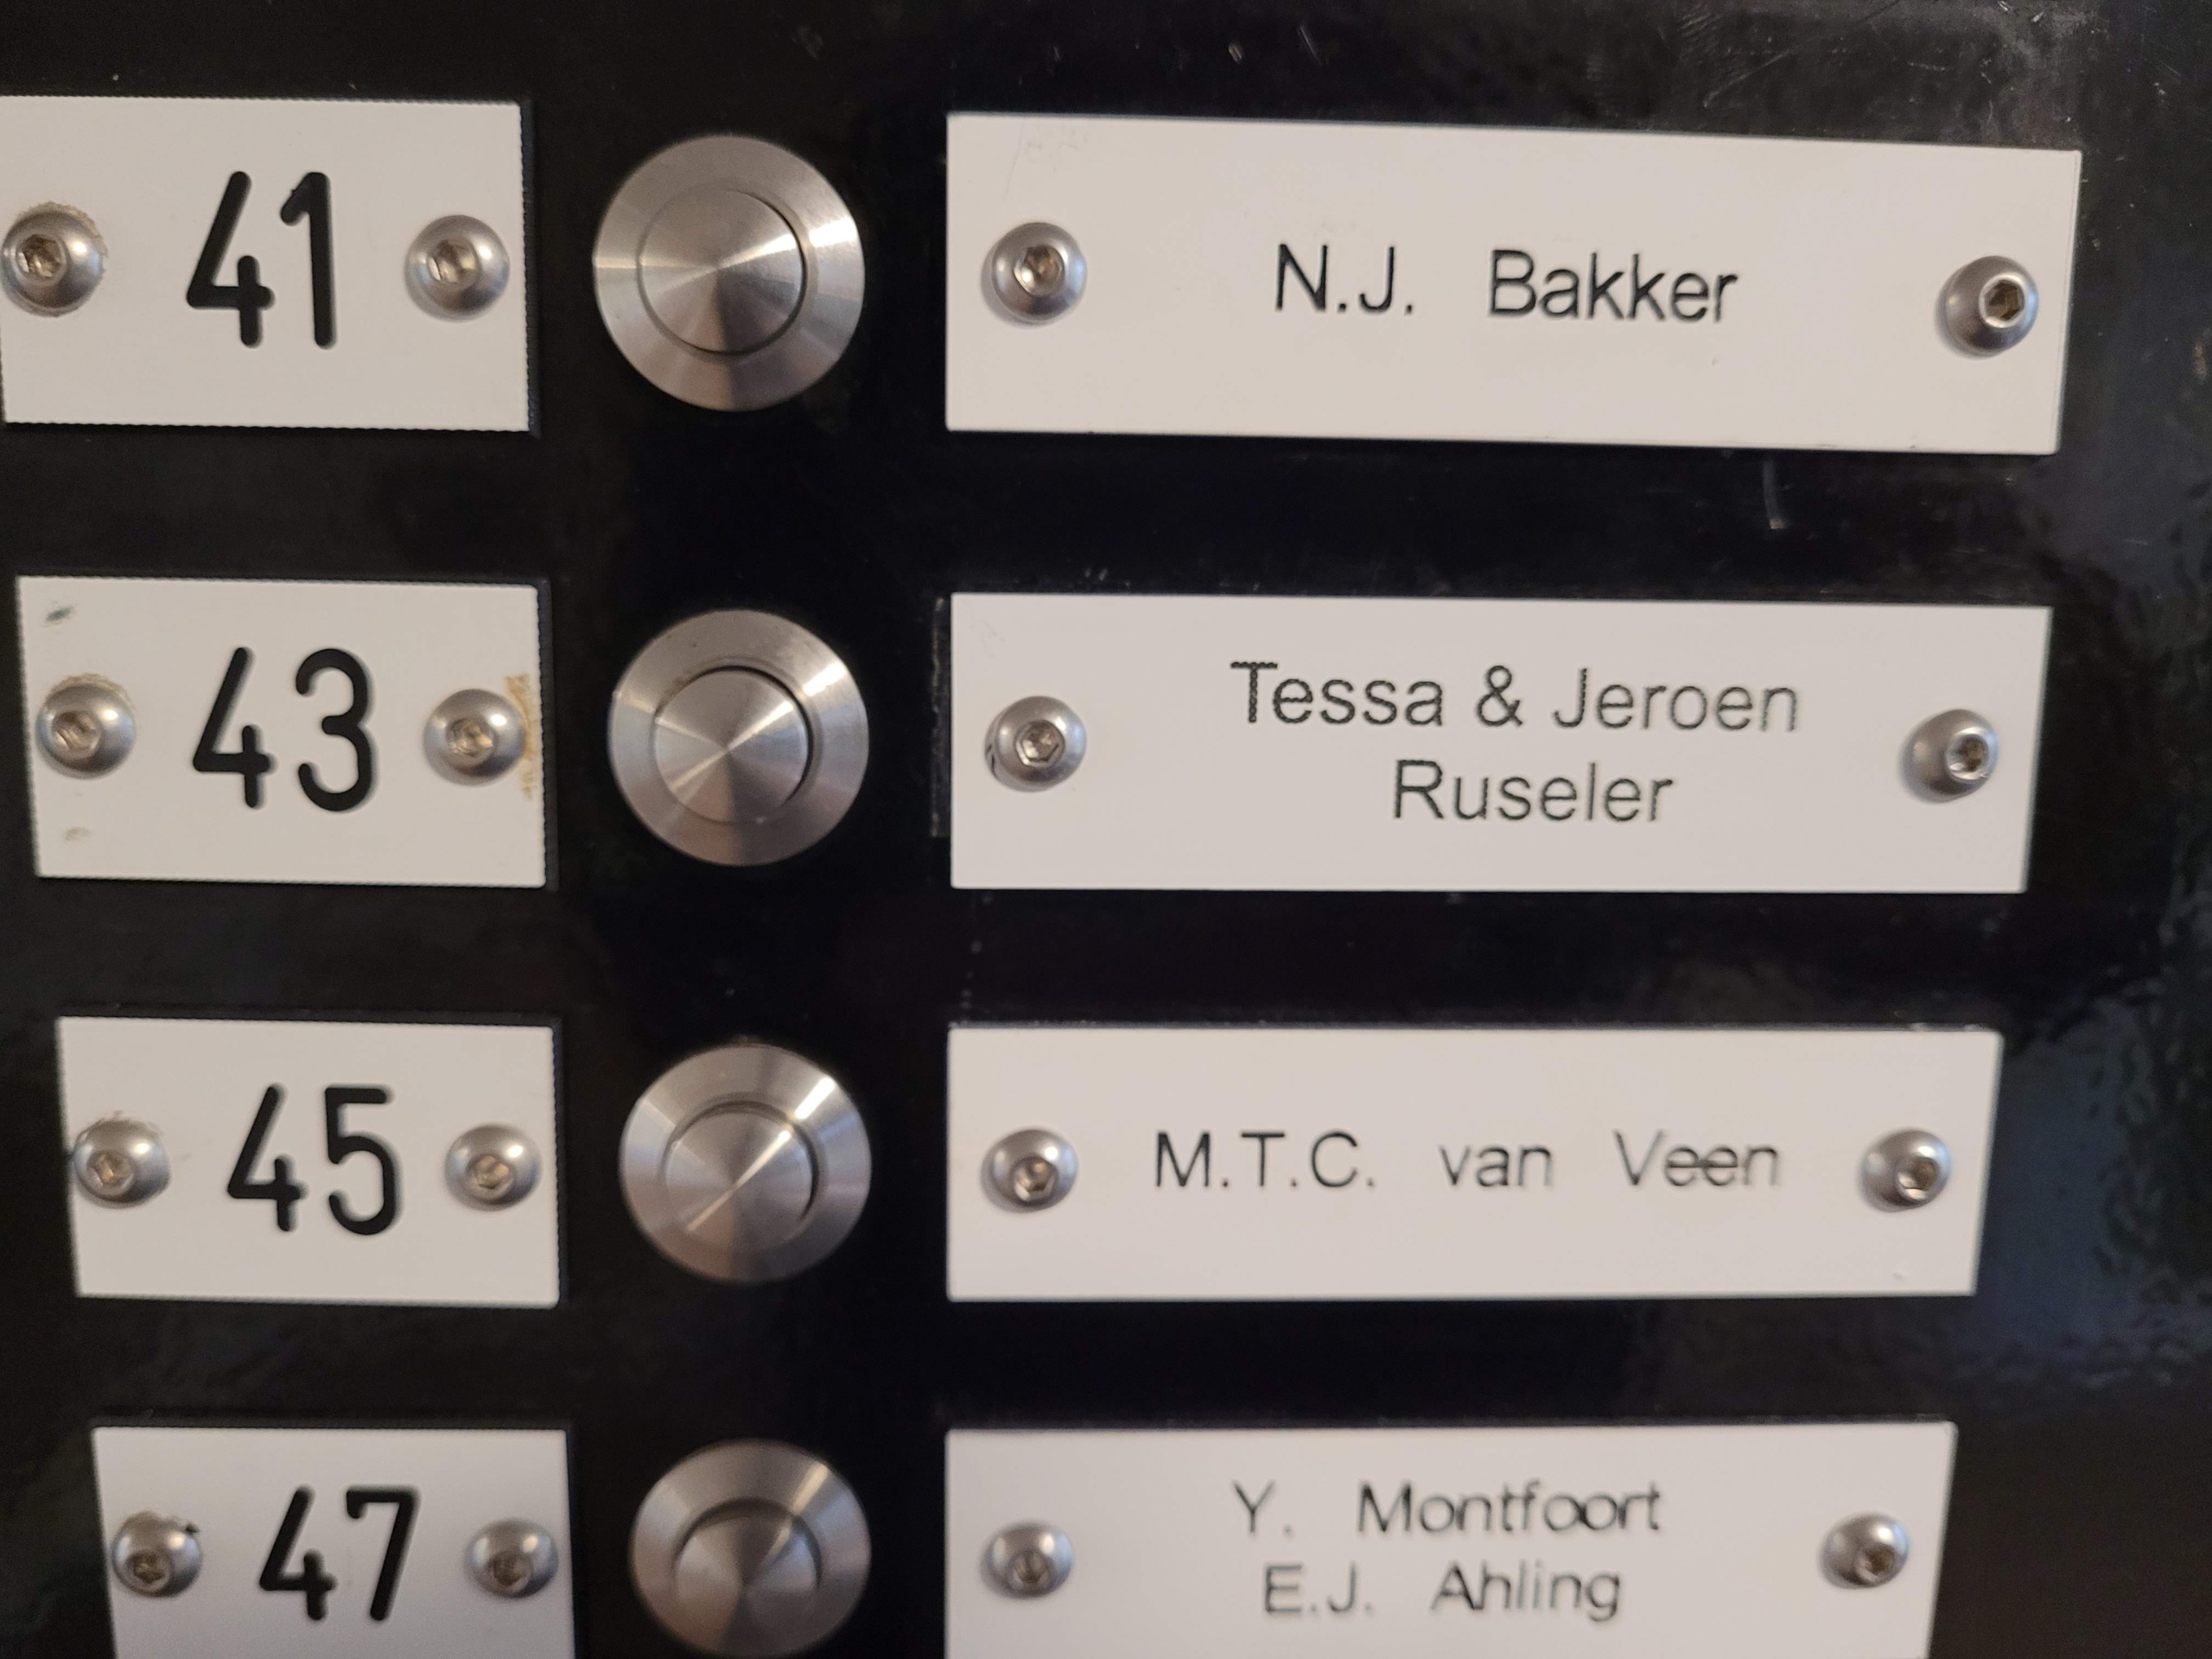 41
N.J. Bakker
43
Tessa & Jeroen
Ruseler
45
M.T.C. van Veen
47
Y. Montfoort
E.J. Ahling